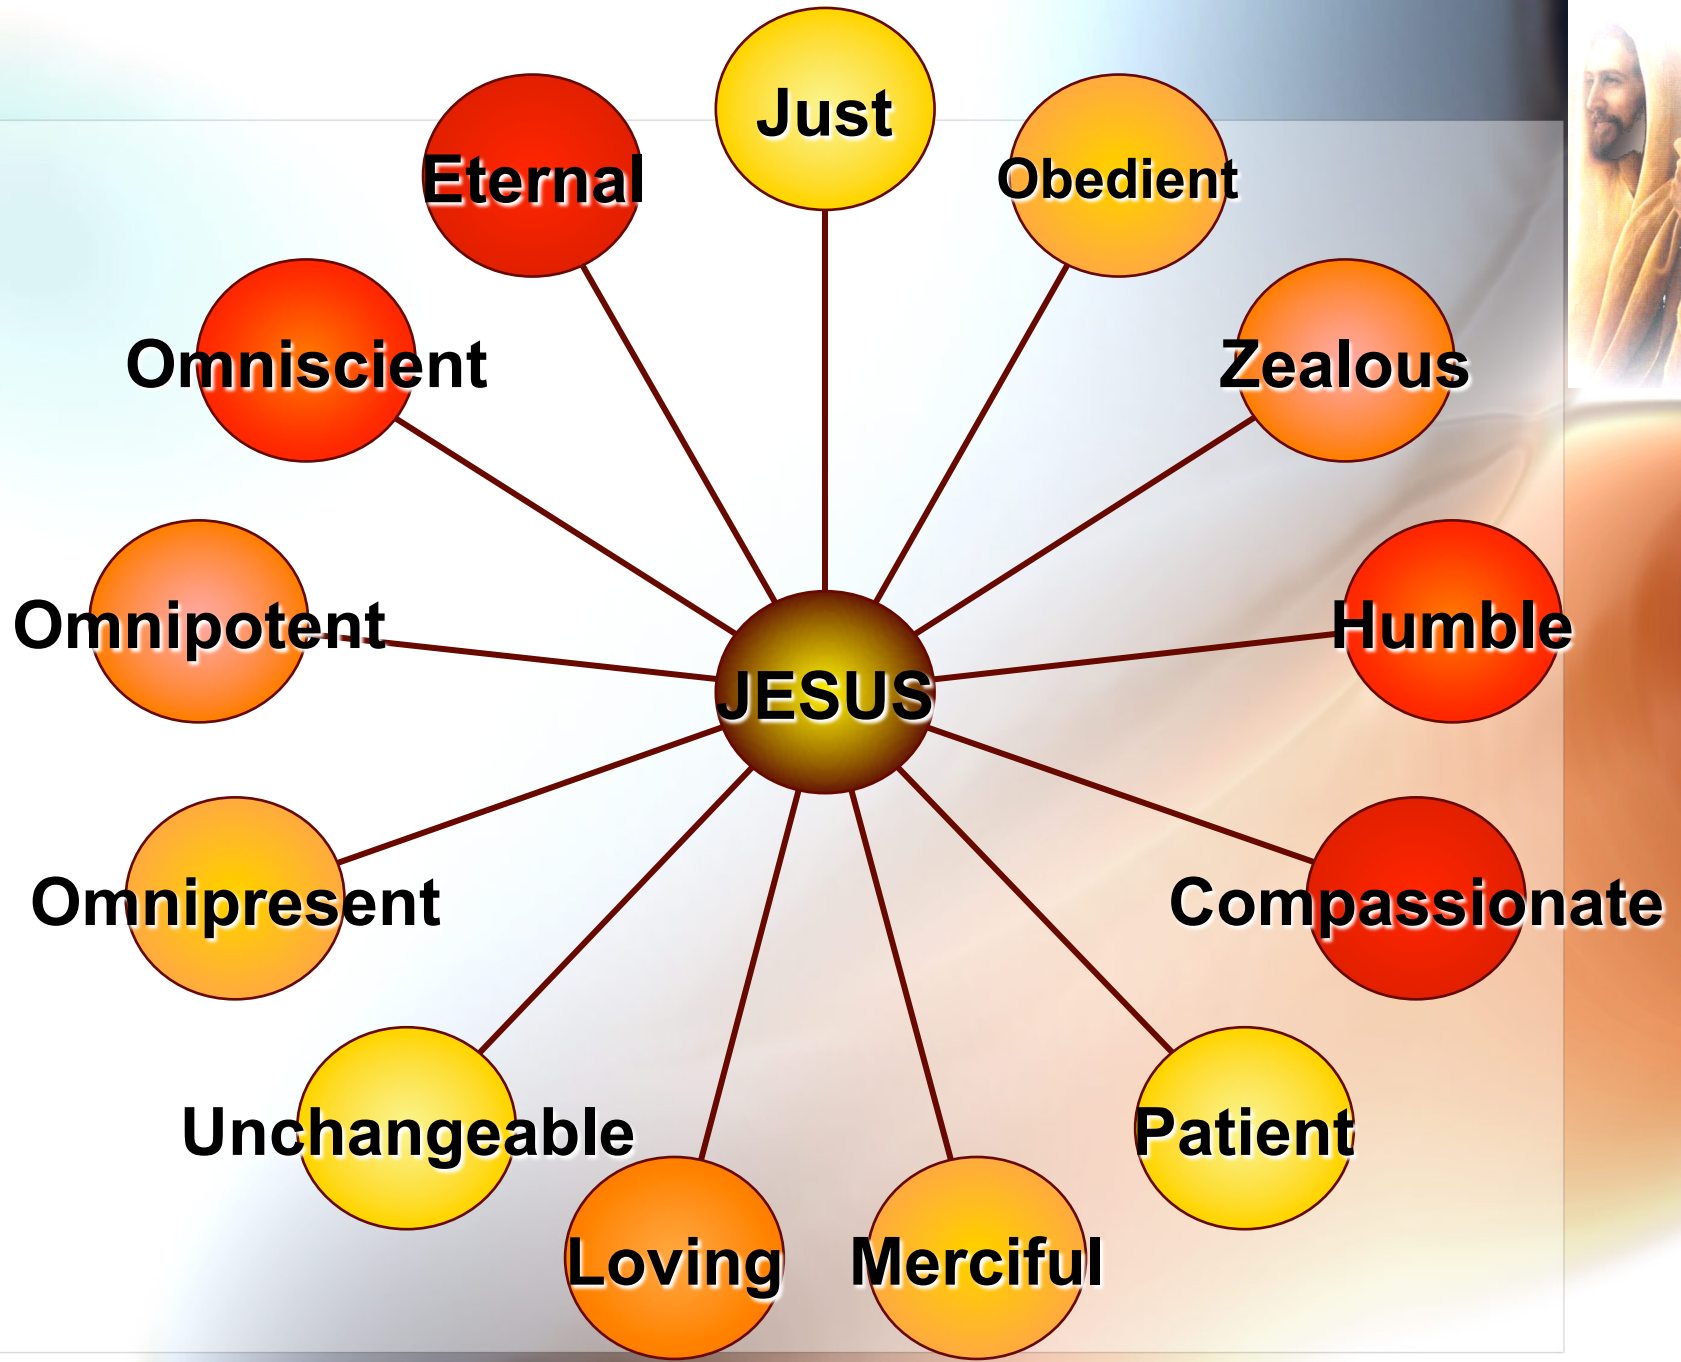 Just
Eternal
Obedient
Omniscient
Zealous
Omnipotent
Humble
JESUS
Omnipresent
Compassionate
Unchangeable
Patient
Loving
Merciful